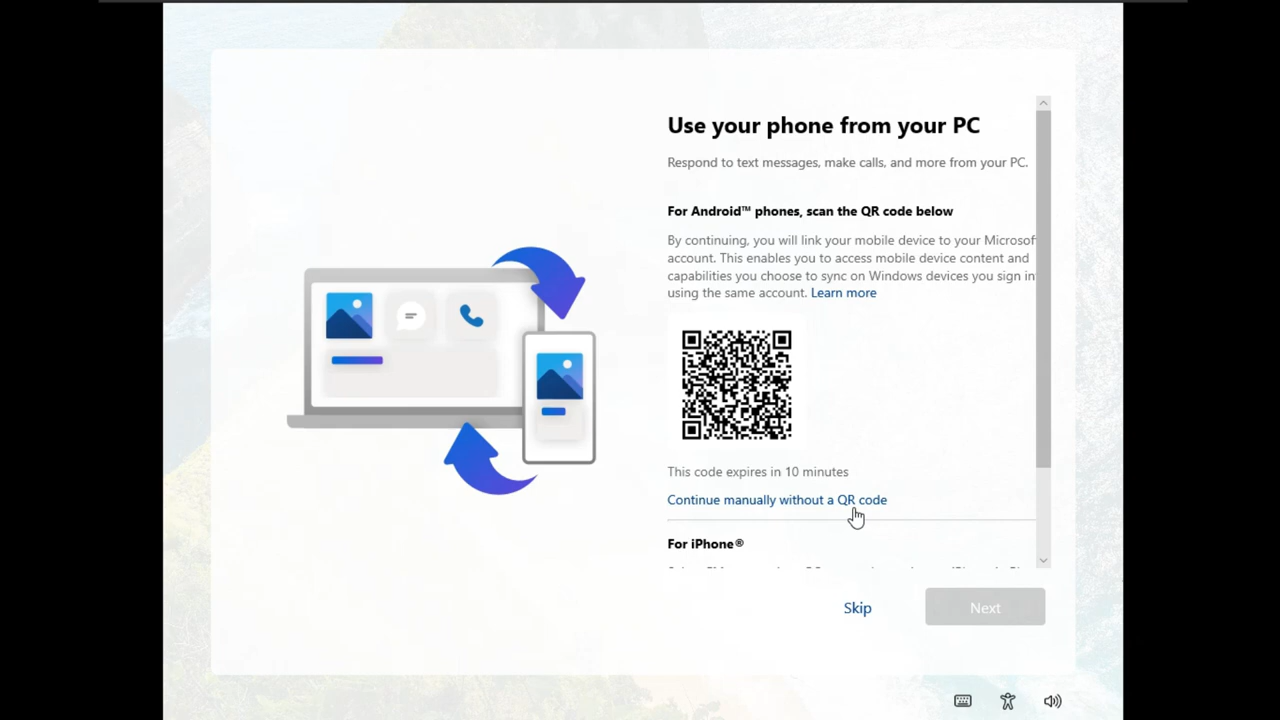 Use your phone from your PC
Respond to text messages, make calls, and more from your PC.
For Android™ phones, scan the QR code below
By continuing, you will link your mobile device to your Microsof
account. This enables you to access mobile device content and
capabilities you choose to sync on Windows devices you sign in
using the same account. Learn more
This code expires in 10 minutes
Continue manually without a QR code
For iPhone®
Skip
Next